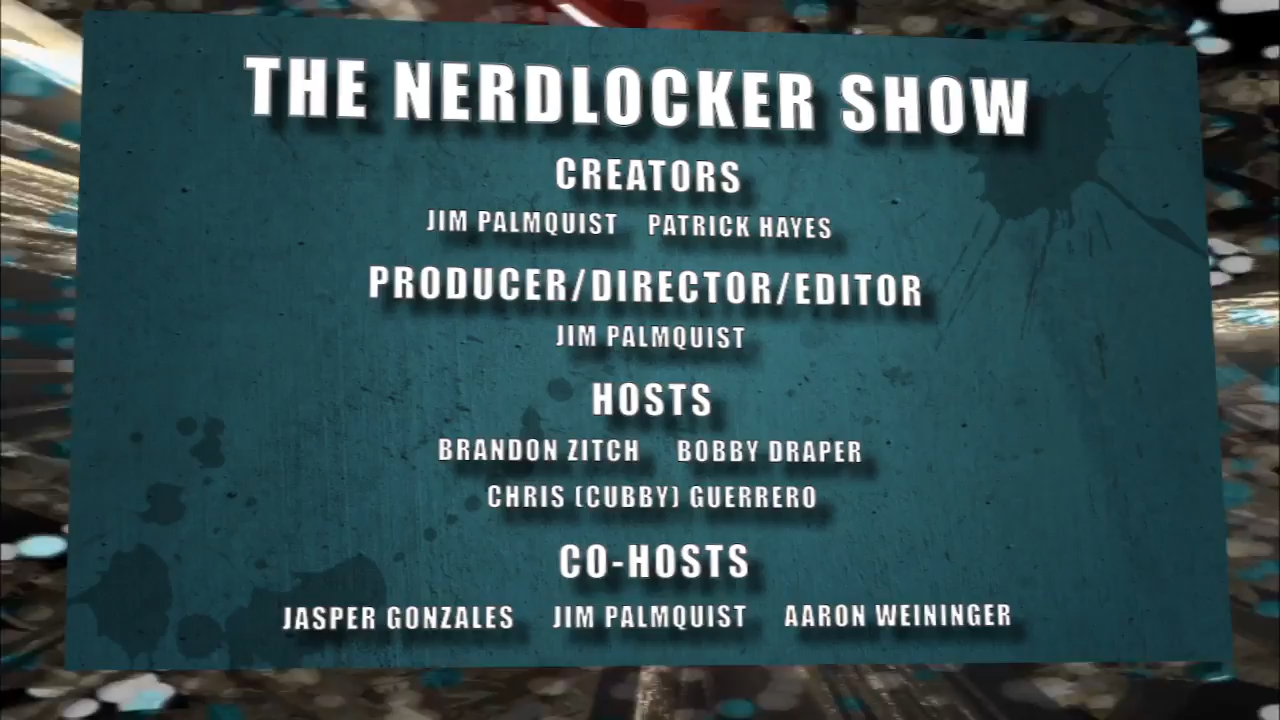 THE NERDLOCKER SHOW
CREATORS
JIM PALMQUIST PATRICK HAYES
PRODUCER/DIRECTOR/EDITOR
JIM PALMQUIST
HOSTS
BRANDON ZITCH BOBBY DRAPER
CHRIS (CUBBY) GUERRERO
CO-HOSTS
JASPER GONZALES JIM PALMQUIST AARON WEININGER